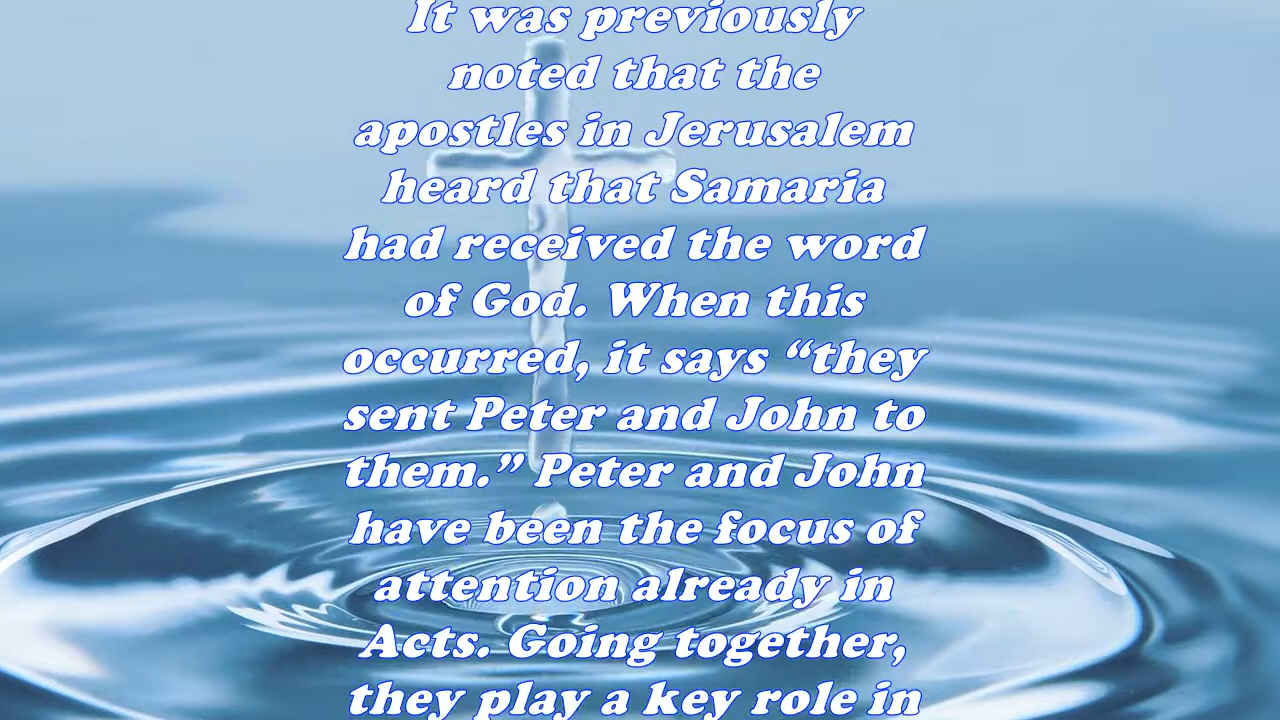 It was previously
noted that the
apostles in Jerusalem
heard that Samaria
had received the word
of God. When this
occurred, it says “they
sent Peter and John to
them.” Peter and John
have been the focus of
attention already in
Acts. Going together,
they play a key role in